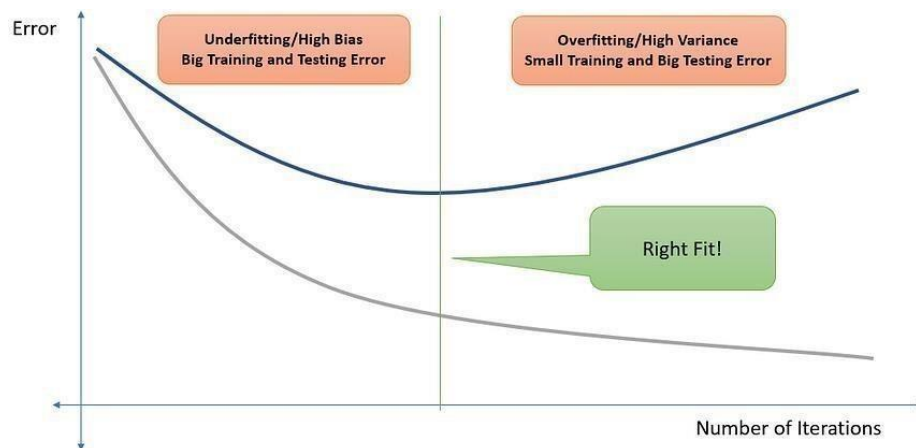 Error
Underfitting/High Bias
Big Training and Testing Error
Overfitting/High Variance
Small Training and Big Testing Error
Right Fit!
Number of Iterations